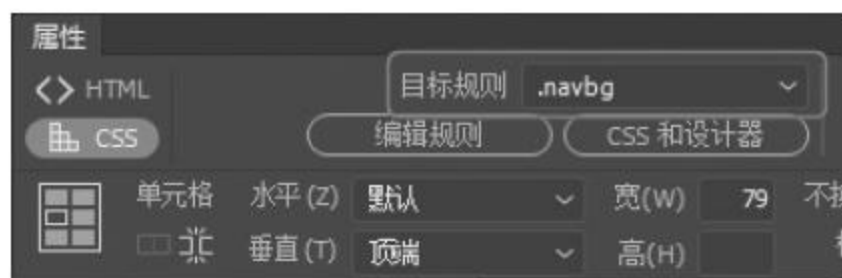 属性
<> HTML 目标规则 .navbg
CSS 编辑规则 CSS 和设计器
单元格 水平(Z) 默认 宽(W) 79 不
垂直(T) 顶端 高(H)